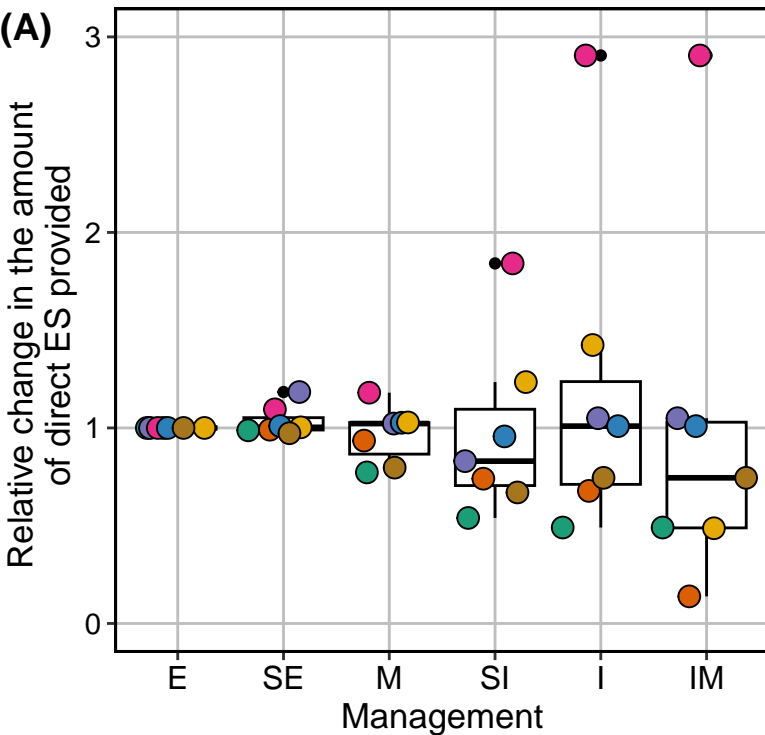 (A)
Relative change in the amount
of direct ES provided
3
2
1
0
E SE M SI I IM
Management